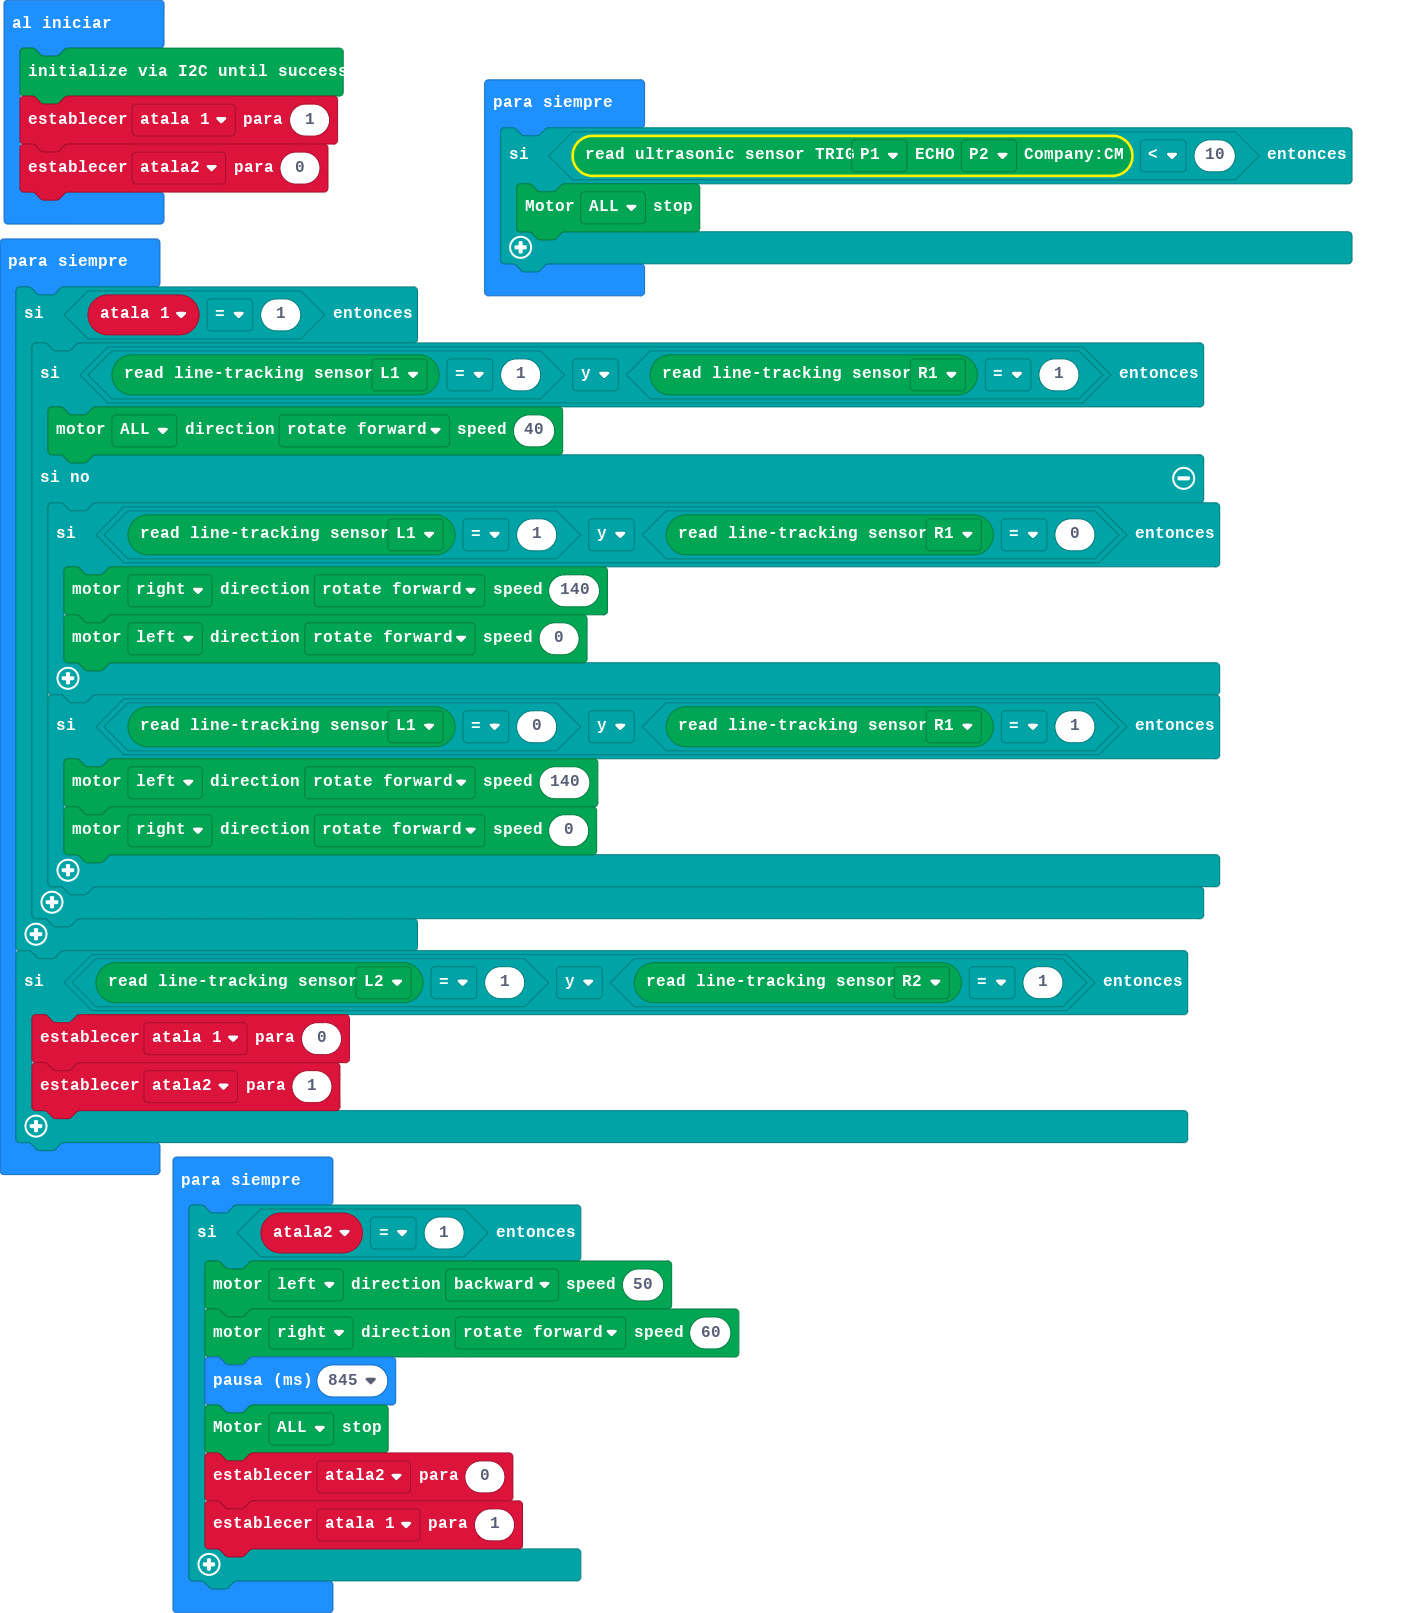 al iniciar
initialize via I2C until success
establecer atala 1 para 1
establecer atala2 para 0
para siempre
si read ultrasonic sensor TRIG P1 ECHO P2 Company:CM < 10 entonces
Motor ALL stop
para siempre
si atala 1 = 1 entonces
si read line-tracking sensor L1 = 1 y read line-tracking sensor R1 = 1 entonces
motor ALL direction rotate forward speed 40
si no
si read line-tracking sensor L1 = 1 y read line-tracking sensor R1 = 0 entonces
motor right direction rotate forward speed 140
motor left direction rotate forward speed 0
si read line-tracking sensor L1 = 0 y read line-tracking sensor R1 = 1 entonces
motor left direction rotate forward speed 140
motor right direction rotate forward speed 0
si read line-tracking sensor L2 = 1 y read line-tracking sensor R2 = 1 entonces
establecer atala 1 para 0
establecer atala2 para 1
para siempre
si atala2 = 1 entonces
motor left direction backward speed 50
motor right direction rotate forward speed 60
pausa (ms) 845
Motor ALL stop
establecer atala2 para 0
establecer atala 1 para 1